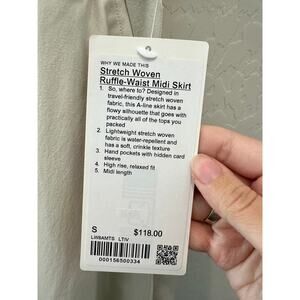 WHY WE MADE THIS
Stretch Woven
Ruffle-Waist Midi Skirt
1. So, where to? Designed in
travel-friendly stretch woven
fabric, this A-line skirt has a
flowy silhouette that goes with
practically all of the tops you
packed
2. Lightweight stretch woven
fabric is water-repellent and
has a soft, crinkle texture
3. Hand pockets with hidden card
sleeve
4. High rise, relaxed fit
5. Midi length
S
$118.00
LW8AMTS LTIV
000156500334